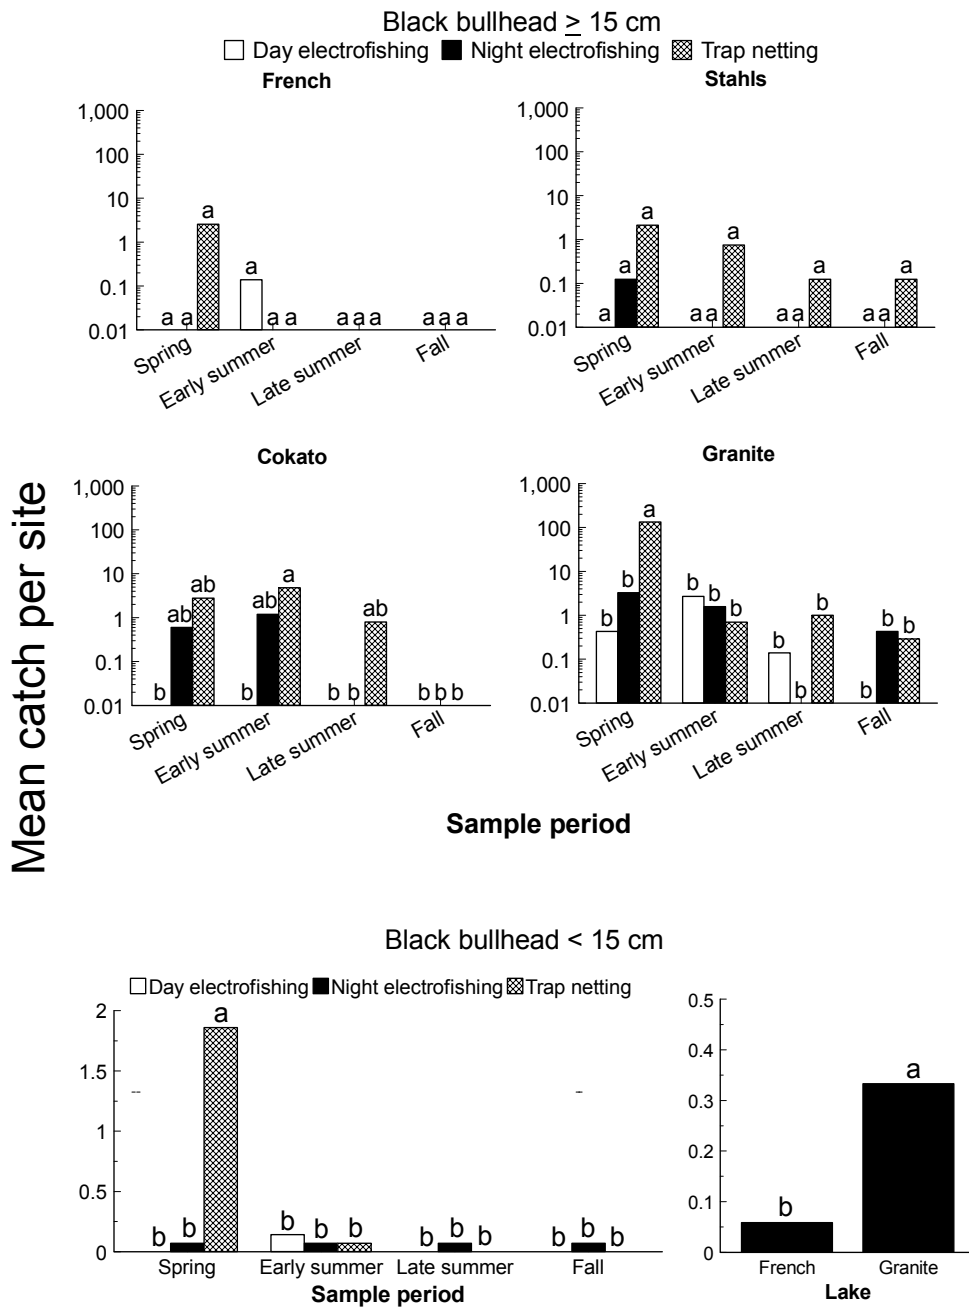 Black bullhead ≥ 15 cm
Day electrofishing Night electrofishing Trap netting
French
1,000
100
10
1
0.1
0.01
a a a a a a a a a a a a
Spring Early summer Late summer Fall
Stahls
1,000
100
10
1
0.1
0.01
a a a a a a a a a a a a
Spring Early summer Late summer Fall
Mean catch per site
Cokato
1,000
100
10
1
0.1
0.01
b ab ab b ab a b b ab b b b
Spring Early summer Late summer Fall
Granite
1,000
100
10
1
0.1
0.01
b b a b b b b b b b b b
Spring Early summer Late summer Fall
Sample period
Black bullhead < 15 cm
Day electrofishing Night electrofishing Trap netting
2
1.5
1
0.5
0
b b a b b b b b b b b b
Spring Early summer Late summer Fall
Sample period
0.5
0.4
0.3
0.2
0.1
0
b a
French Granite
Lake